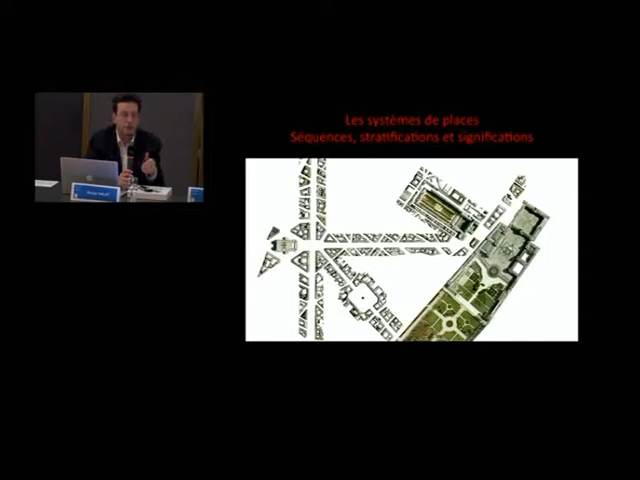 Les systèmes de places
Séquences, stratifications et significations